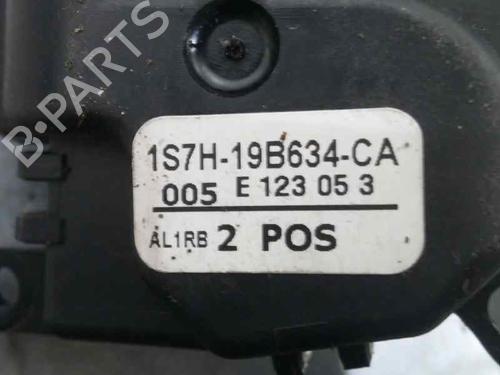 B-PARTS
1S7H-19B634-CA
005 E 123 05 3
AL1RB 2 POS